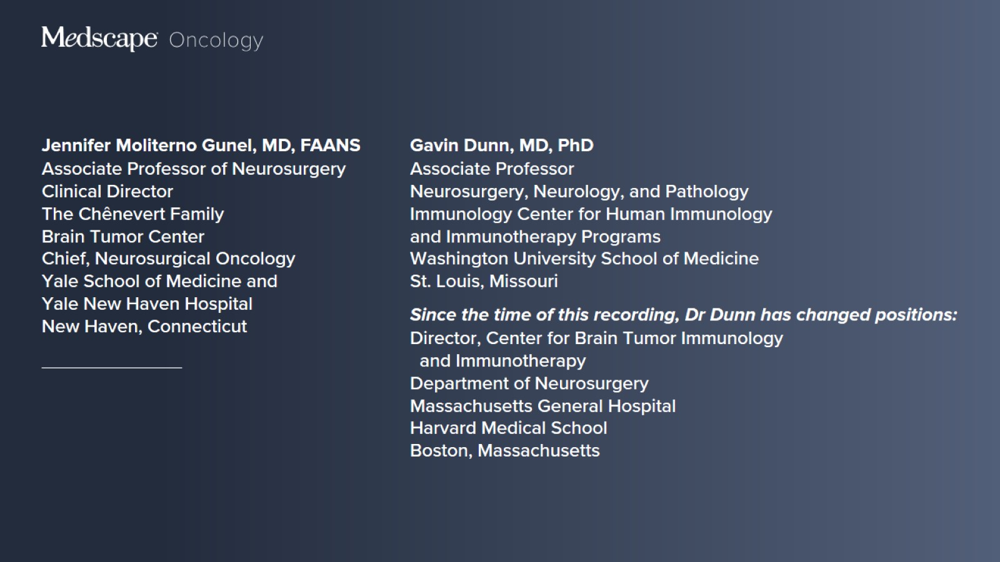 Medscape Oncology
Jennifer Moliterno Gunel, MD, FAANS
Associate Professor of Neurosurgery
Clinical Director
The Chênevert Family
Brain Tumor Center
Chief, Neurosurgical Oncology
Yale School of Medicine and
Yale New Haven Hospital
New Haven, Connecticut
Gavin Dunn, MD, PhD
Associate Professor
Neurosurgery, Neurology, and Pathology
Immunology Center for Human Immunology
and Immunotherapy Programs
Washington University School of Medicine
St. Louis, Missouri
Since the time of this recording, Dr Dunn has changed positions:
Director, Center for Brain Tumor Immunology
and Immunotherapy
Department of Neurosurgery
Massachusetts General Hospital
Harvard Medical School
Boston, Massachusetts